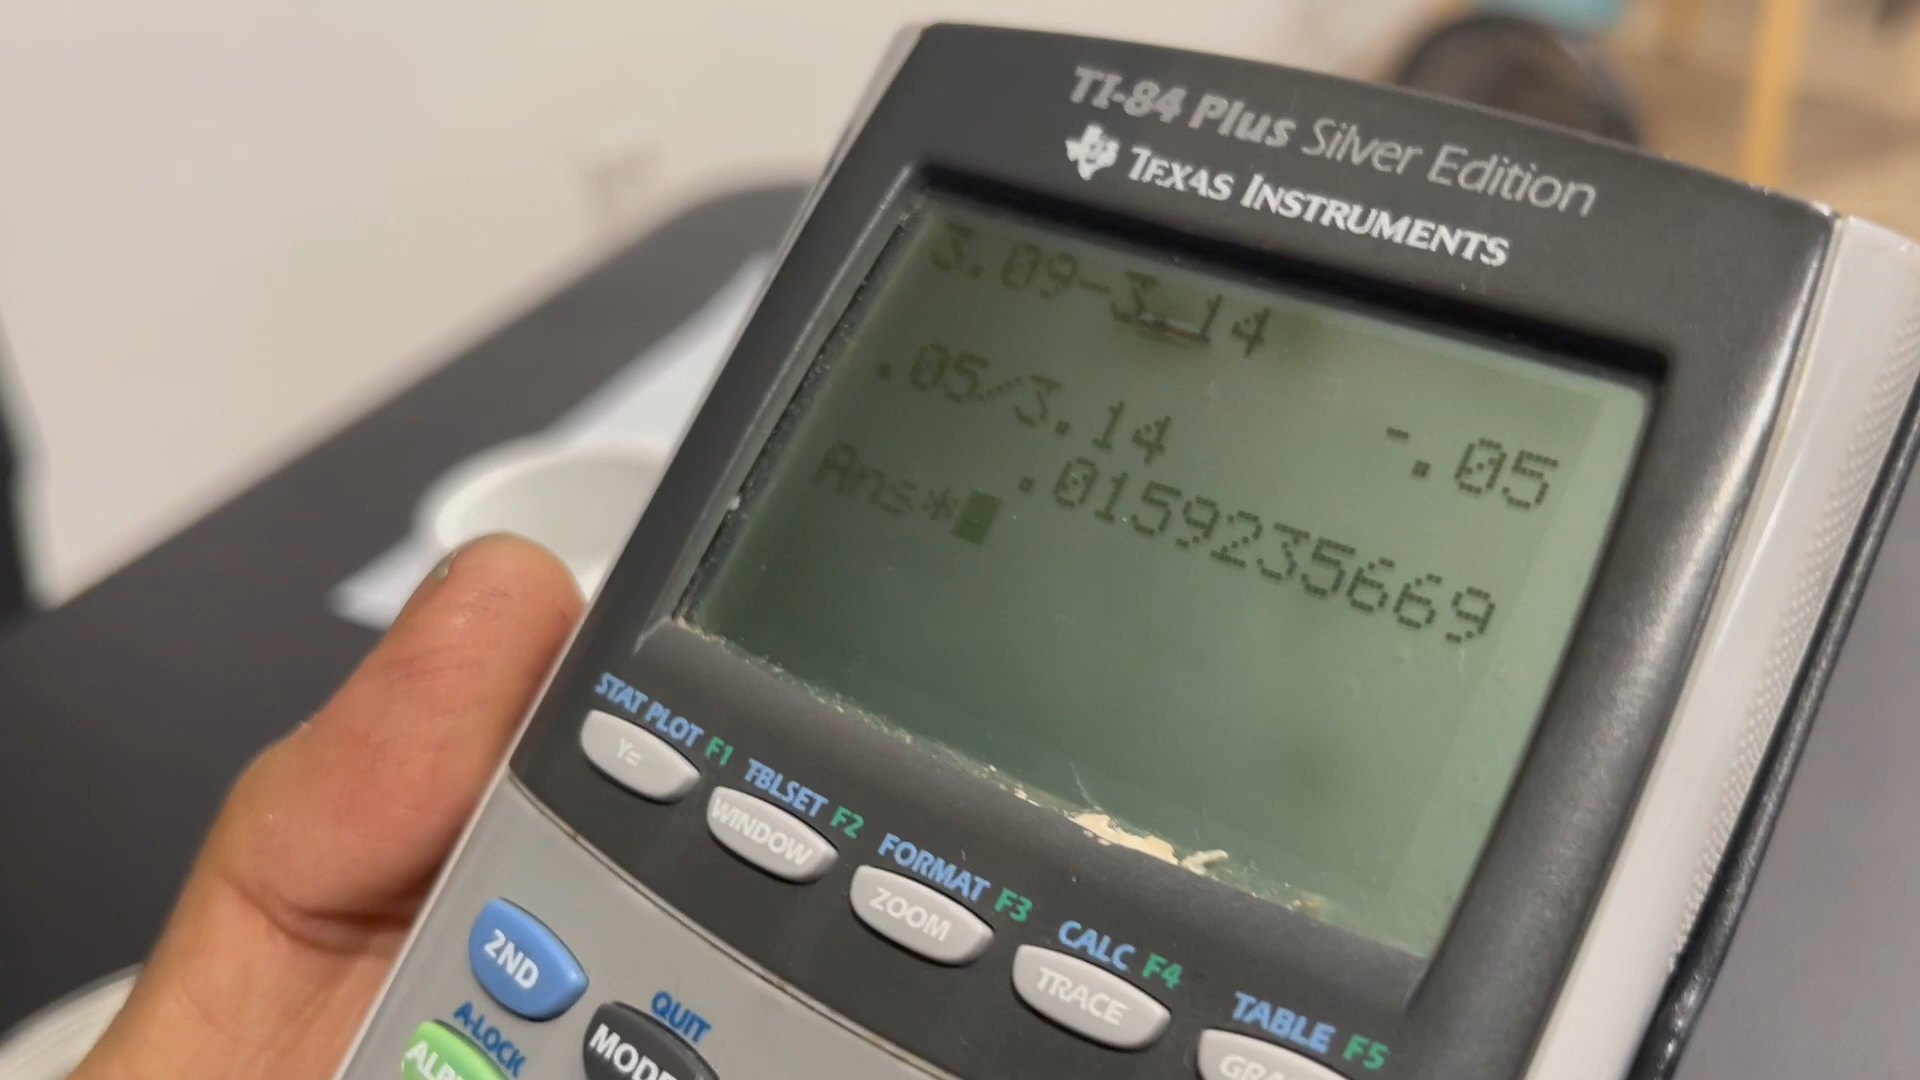 TI-84 Plus Silver Edition
TEXAS INSTRUMENTS
3.09-3.14
-.05
.05/3.14
.0159235669
Ans*
STAT PLOT F1
TBLSET F2
FORMAT F3
CALC F4
TABLE F5
Y=
WINDOW
ZOOM
TRACE
2ND
QUIT
MODE
A-LOCK